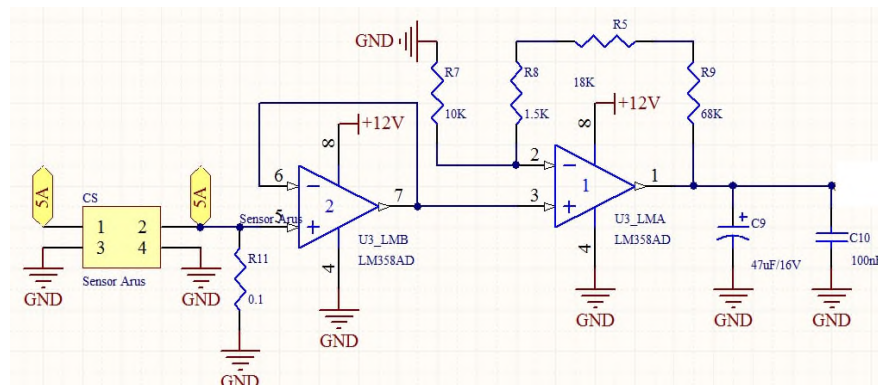 R5
GND
R7
R8
18K
R9
+12V
10K
1.5K
8
68K
+12V
8
2
6
1
1
5A
5A
7
3
CS
2
Sensor Arus
5
U3_LMA
1
2
LM358AD
3
4
U3_LMB
4
C9
C10
R11
LM358AD
47uF/16V
GND
GND
Sensor Arus
0.1
4
GND
GND
GND
GND
GND